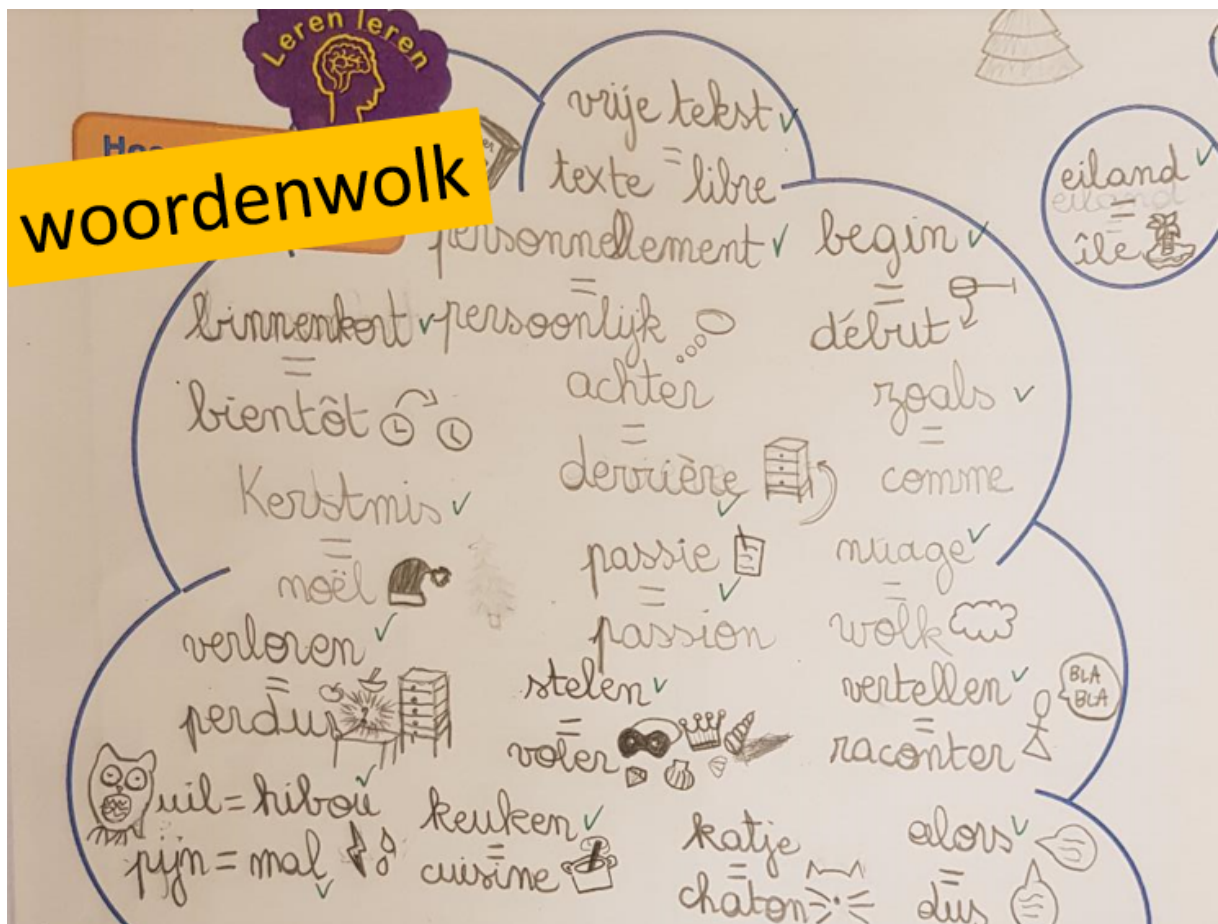 Leren leren
woordenwolk
vrije tekst
=
texte libre
eiland
eiland
=
île
personnellement
=
persoonlijk
begin
=
début
binnenkort
=
bientôt
achter
=
derrière
zoals
=
comme
Kerstmis
=
noël
passie
=
passion
nuage
=
wolk
verloren
=
perdus
?
stelen
=
voler
vertellen
=
raconter
BLA
BLA
uil = hibou
pijn = mal
keuken
=
cuisine
katje
=
chaton
alors
=
dus